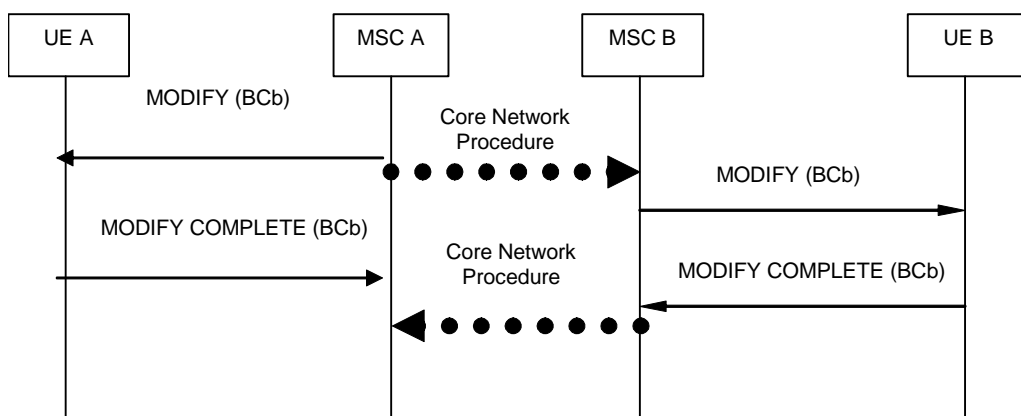 UE A
MSC A
MSC B
UE B
MODIFY (BCb)
Core Network
Procedure
MODIFY (BCb)
MODIFY COMPLETE (BCb)
Core Network
Procedure
MODIFY COMPLETE (BCb)